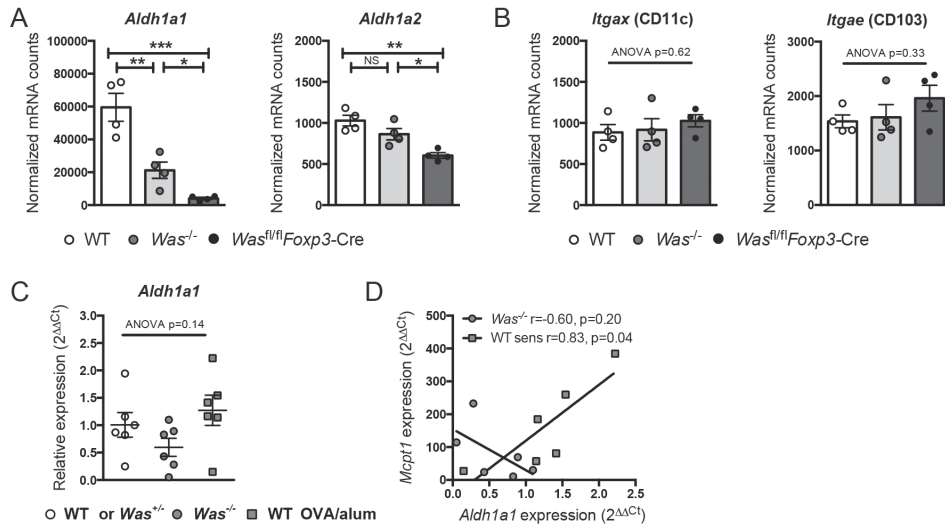 A
Aldh1a1
Normalized mRNA counts
100000
80000
60000
40000
20000
0
***
**
*
Aldh1a2
Normalized mRNA counts
2000
1500
1000
500
0
**
NS
*
WT Was-/- Wasfl/flFoxp3-Cre
B
Itgax (CD11c)
Normalized mRNA counts
2000
1500
1000
500
0
ANOVA p=0.62
Itgae (CD103)
Normalized mRNA counts
3000
2000
1000
0
ANOVA p=0.33
WT Was-/- Wasfl/flFoxp3-Cre
C
Aldh1a1
Relative expression (2ΔΔCt)
3.0
2.5
2.0
1.5
1.0
0.5
0.0
ANOVA p=0.14
WT or Was+/- Was-/- WT OVA/alum
D
Was-/- r=-0.60, p=0.20
WT sens r=0.83, p=0.04
Mcpt1 expression (2ΔΔCt)
500
400
300
200
100
0
0.0 0.5 1.0 1.5 2.0 2.5
Aldh1a1 expression (2ΔΔCt)